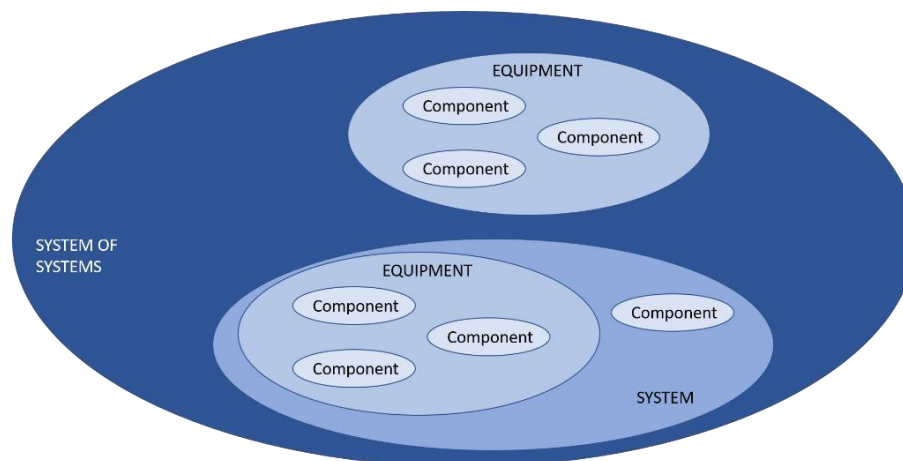 EQUIPMENT
Component
Component
Component
SYSTEM OF
SYSTEMS
EQUIPMENT
Component
Component
Component
Component
SYSTEM